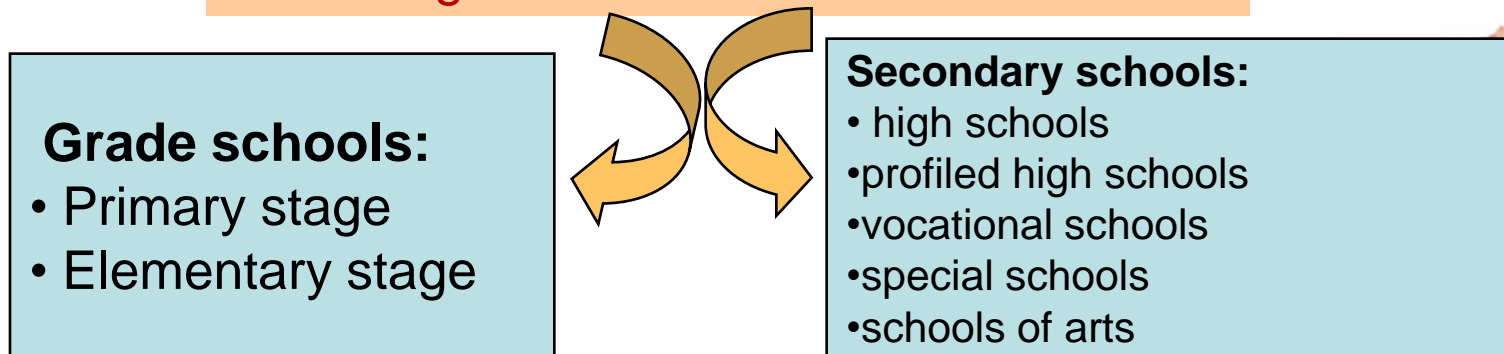 Grade schools:
• Primary stage
• Elementary stage
Secondary schools:
• high schools
•profiled high schools
•vocational schools
•special schools
•schools of arts